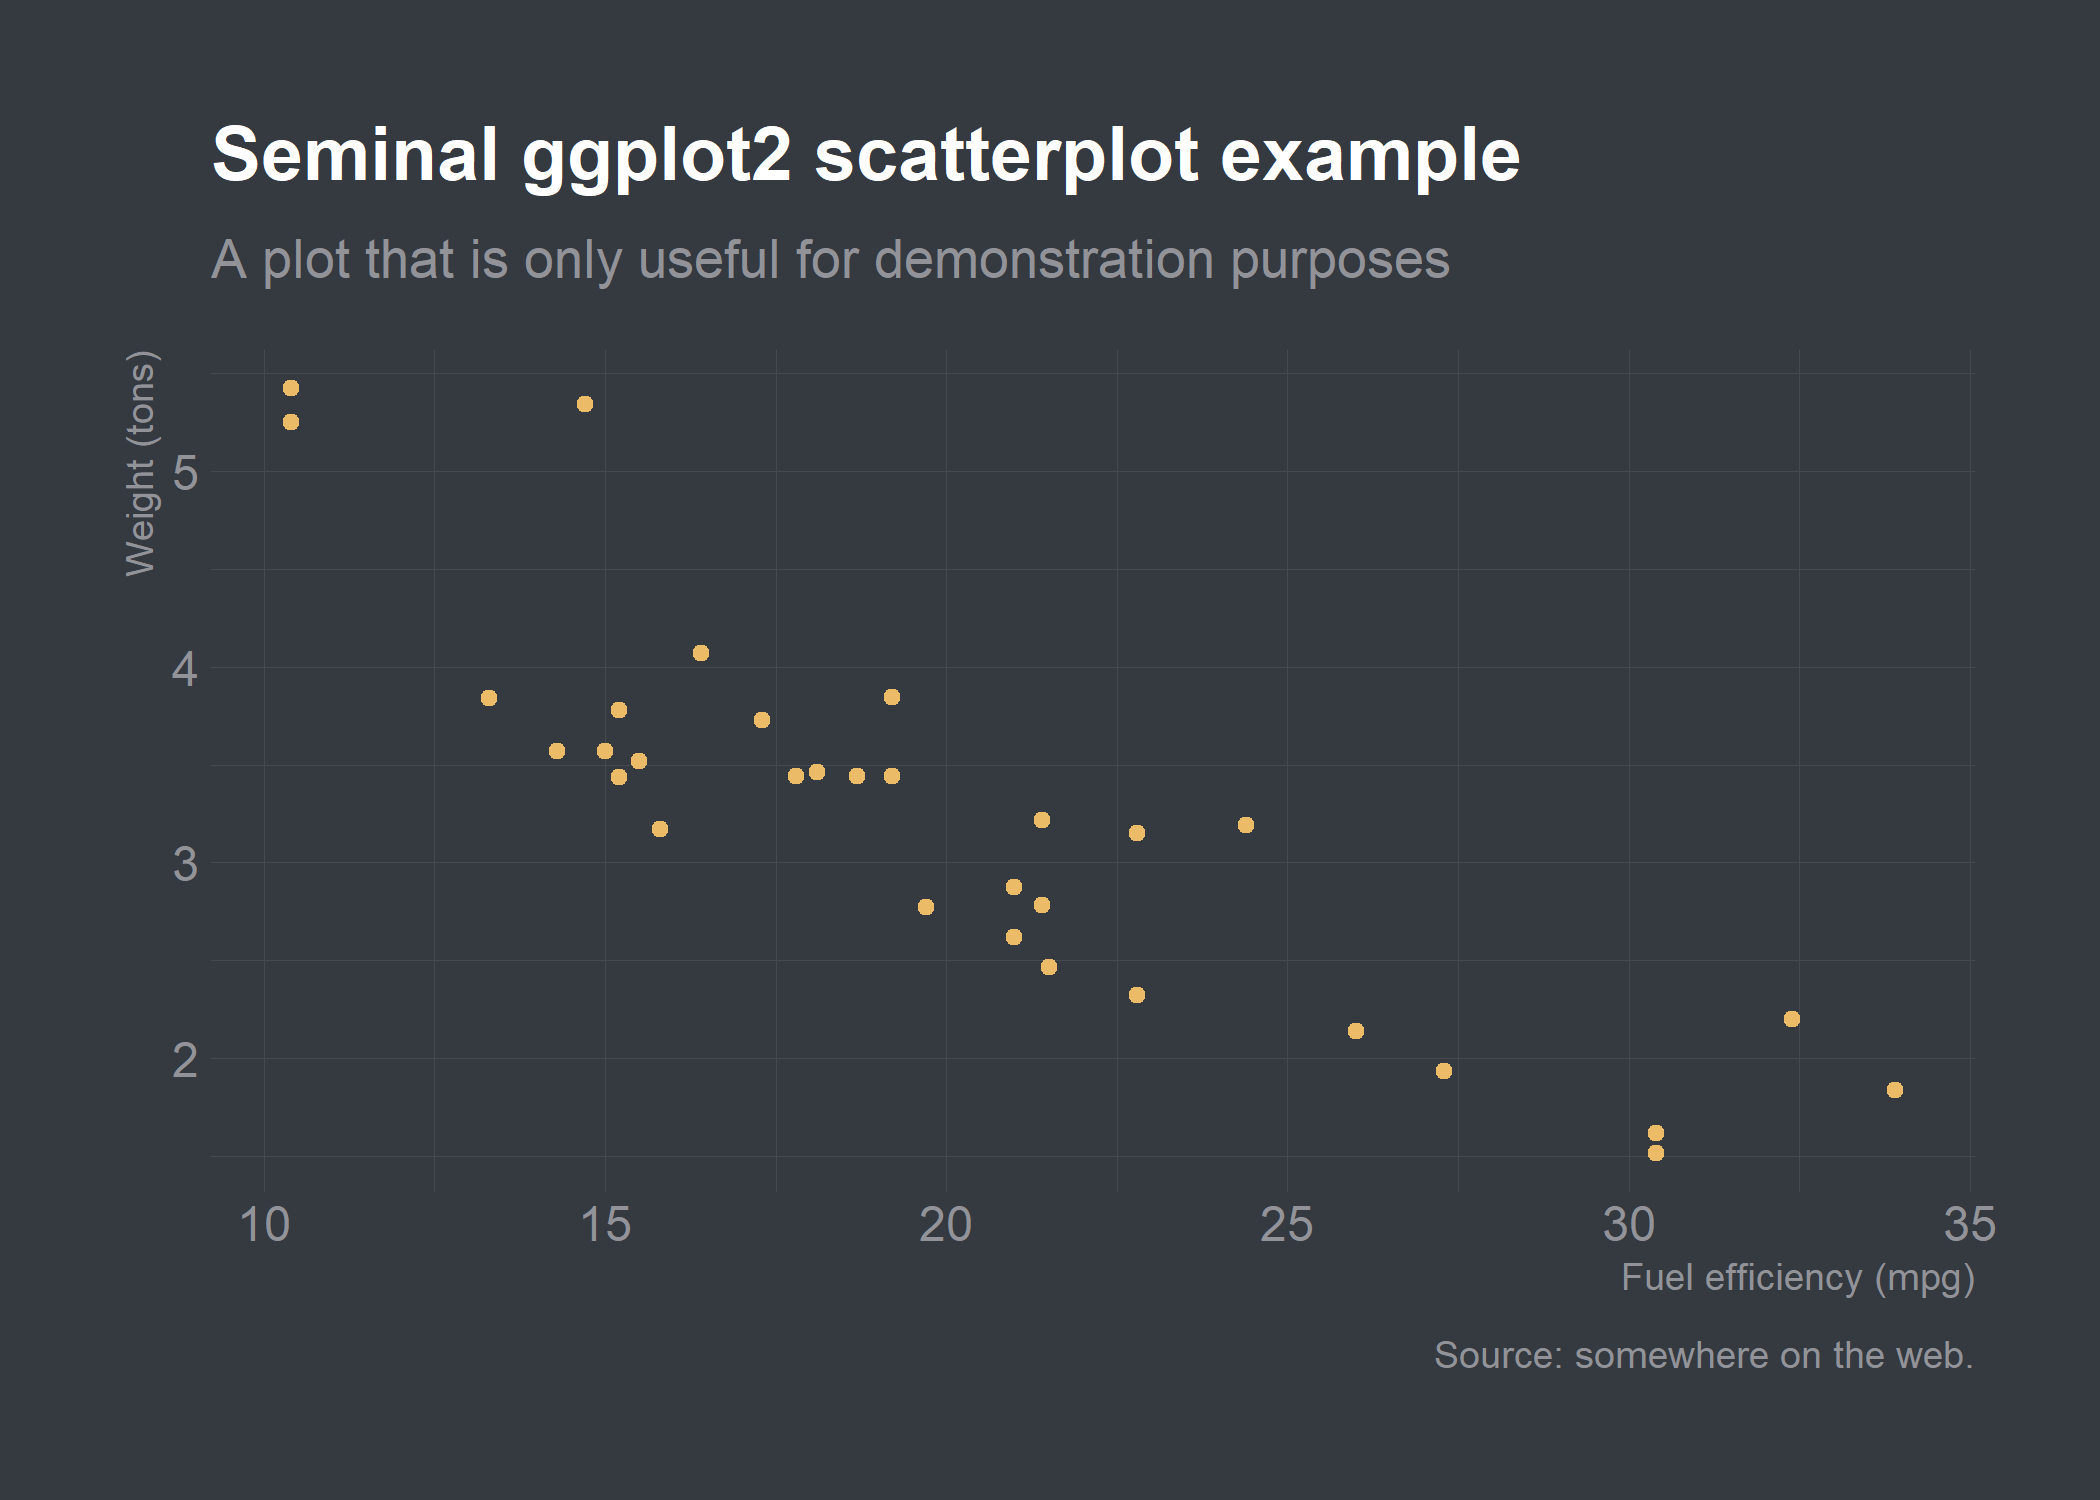 Seminal ggplot2 scatterplot example
A plot that is only useful for demonstration purposes
Weight (tons)
5
4
3
2
10 15 20 25 30 35
Fuel efficiency (mpg)
Source: somewhere on the web.